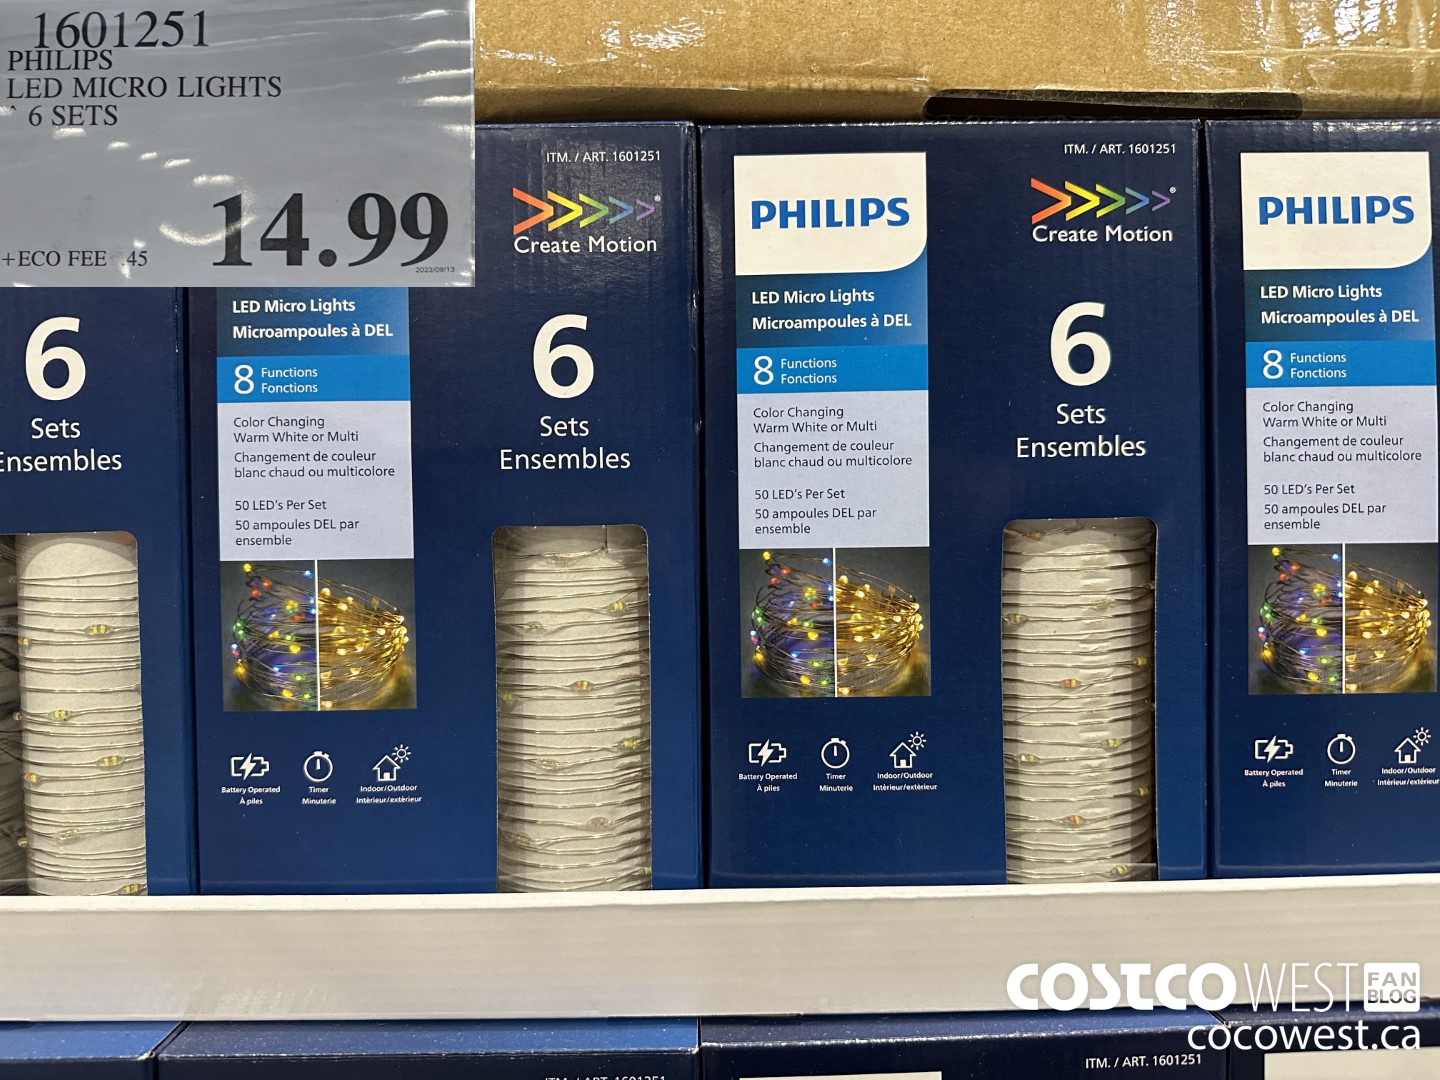 1601251
PHILIPS
LED MICRO LIGHTS
^ 6 SETS
+ECO FEE .45
14.99
2023/09/13
6
Sets
Ensembles
LED Micro Lights
Microampoules à DEL
8 Functions
Fonctions
Color Changing
Warm White or Multi
Changement de couleur
blanc chaud ou multicolore
50 LED's Per Set
50 ampoules DEL par
ensemble
Battery Operated
À piles
Timer
Minuterie
Indoor/Outdoor
Intérieur/extérieur
ITM. / ART. 1601251
Create Motion
6
Sets
Ensembles
PHILIPS
LED Micro Lights
Microampoules à DEL
8 Functions
Fonctions
Color Changing
Warm White or Multi
Changement de couleur
blanc chaud ou multicolore
50 LED's Per Set
50 ampoules DEL par
ensemble
Battery Operated
À piles
Timer
Minuterie
Indoor/Outdoor
Intérieur/extérieur
ITM. / ART. 1601251
Create Motion
6
Sets
Ensembles
PHILIPS
LED Micro Lights
Microampoules à DEL
8 Functions
Fonctions
Color Changing
Warm White or Multi
Changement de couleur
blanc chaud ou multicolore
50 LED's Per Set
50 ampoules DEL par
ensemble
Battery Operated
À piles
Timer
Minuterie
Indoor/Outdoor
Intérieur/extérieur
COSTCO WEST FAN BLOG
cocowest.ca
ITM. / ART. 1601251
ITM. / ART. 1601251